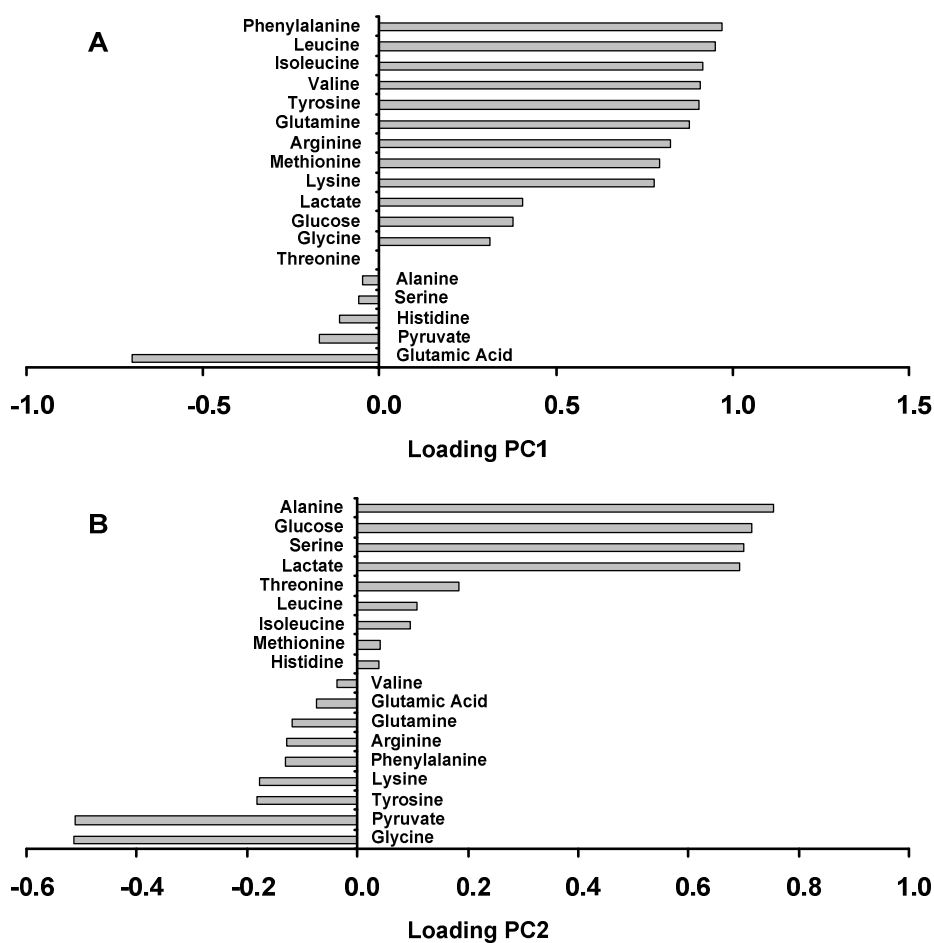 A
Phenylalanine
Leucine
Isoleucine
Valine
Tyrosine
Glutamine
Arginine
Methionine
Lysine
Lactate
Glucose
Glycine
Threonine
Alanine
Serine
Histidine
Pyruvate
Glutamic Acid
-1.0 -0.5 0.0 0.5 1.0 1.5
Loading PC1
B
Alanine
Glucose
Serine
Lactate
Threonine
Leucine
Isoleucine
Methionine
Histidine
Valine
Glutamic Acid
Glutamine
Arginine
Phenylalanine
Lysine
Tyrosine
Pyruvate
Glycine
-0.6 -0.4 -0.2 0.0 0.2 0.4 0.6 0.8 1.0
Loading PC2